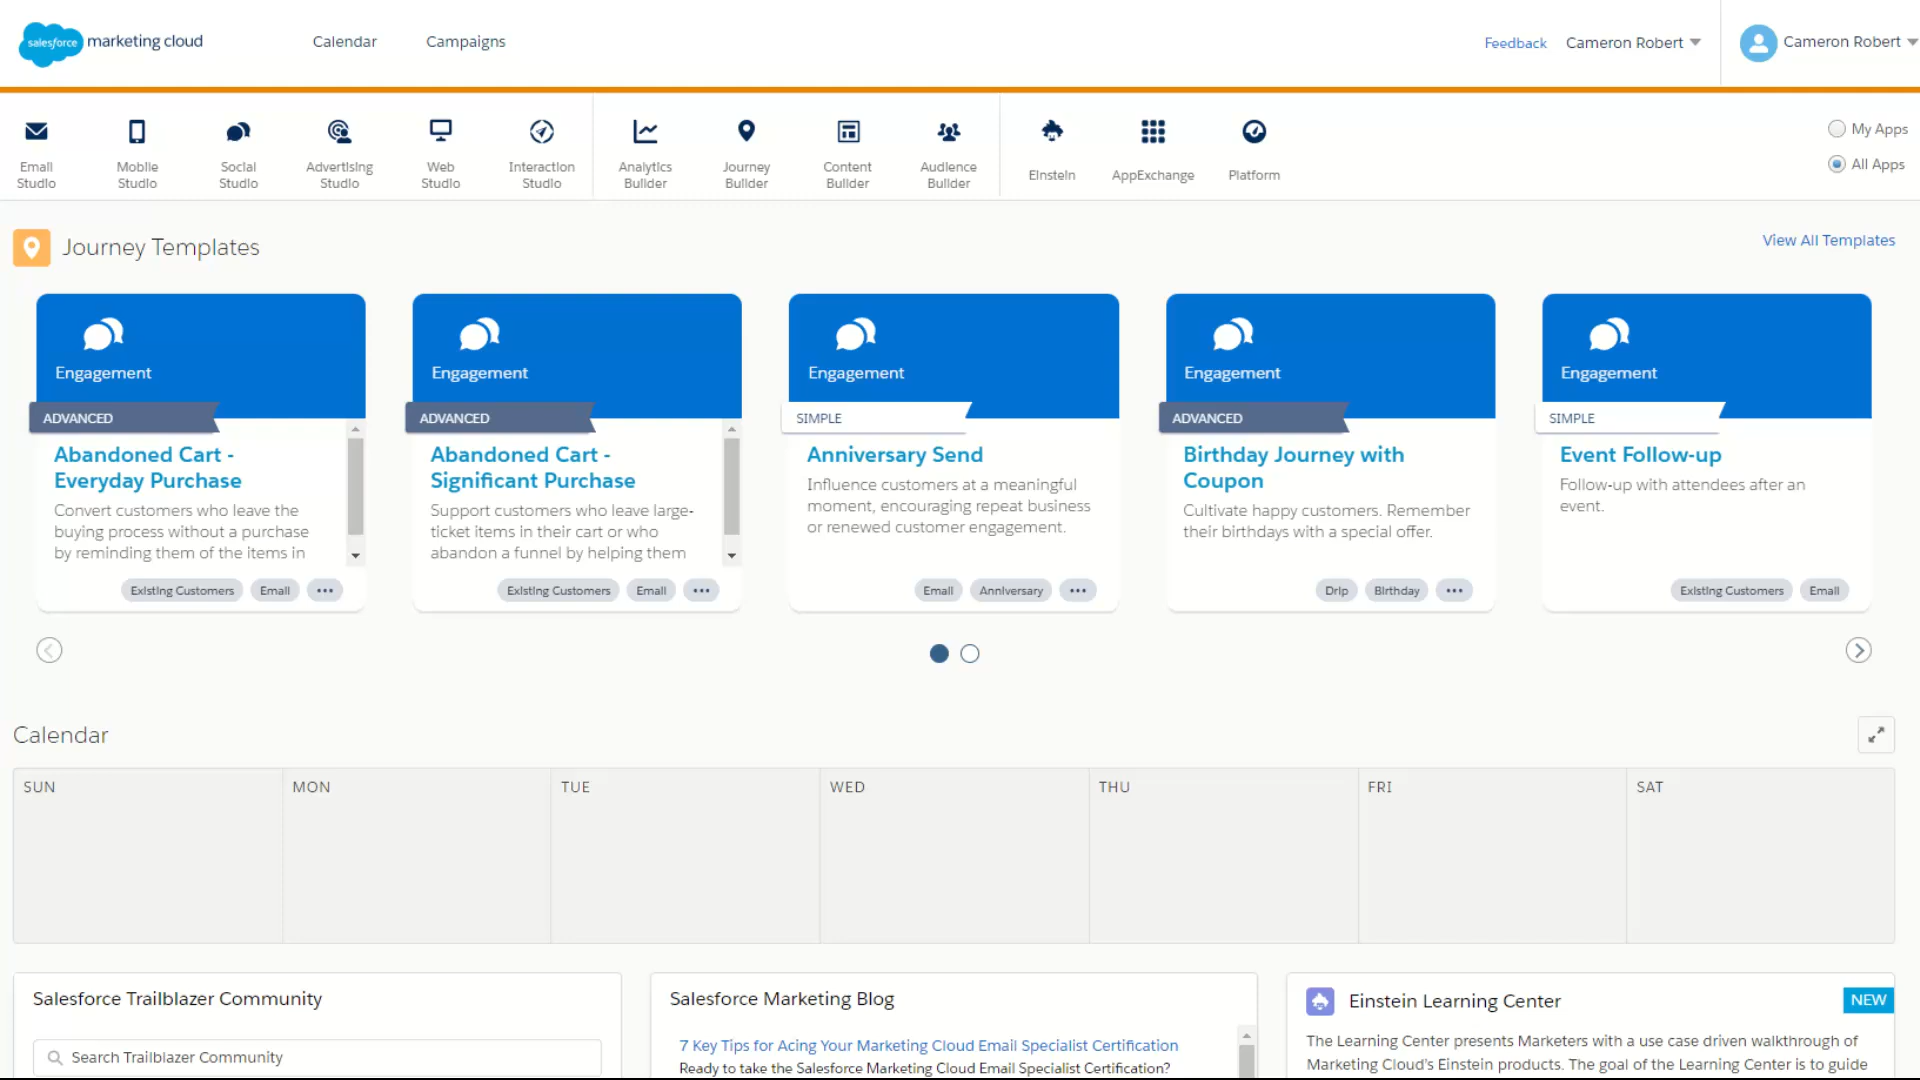 salesforce marketing cloud
Calendar
Campaigns
Feedback
Cameron Robert
Cameron Robert
Email Studio
Mobile Studio
Social Studio
Advertising Studio
Web Studio
Interaction Studio
Analytics Builder
Journey Builder
Content Builder
Audience Builder
Einstein
AppExchange
Platform
My Apps
All Apps
Journey Templates
View All Templates
Engagement
ADVANCED
Abandoned Cart -
Everyday Purchase
Convert customers who leave the
buying process without a purchase
by reminding them of the items in
Existing Customers
Email
•••
Engagement
ADVANCED
Abandoned Cart -
Significant Purchase
Support customers who leave large-
ticket items in their cart or who
abandon a funnel by helping them
Existing Customers
Email
•••
Engagement
SIMPLE
Anniversary Send
Influence customers at a meaningful
moment, encouraging repeat business
or renewed customer engagement.
Email
Anniversary
•••
Engagement
ADVANCED
Birthday Journey with
Coupon
Cultivate happy customers. Remember
their birthdays with a special offer.
Drip
Birthday
•••
Engagement
SIMPLE
Event Follow-up
Follow-up with attendees after an
event.
Existing Customers
Email
Calendar
SUN
MON
TUE
WED
THU
FRI
SAT
Salesforce Trailblazer Community
Search Trailblazer Community
Salesforce Marketing Blog
7 Key Tips for Acing Your Marketing Cloud Email Specialist Certification
Ready to take the Salesforce Marketing Cloud Email Specialist Certification?
Einstein Learning Center
NEW
The Learning Center presents Marketers with a use case driven walkthrough of
Marketing Cloud's Einstein products. The goal of the Learning Center is to guide